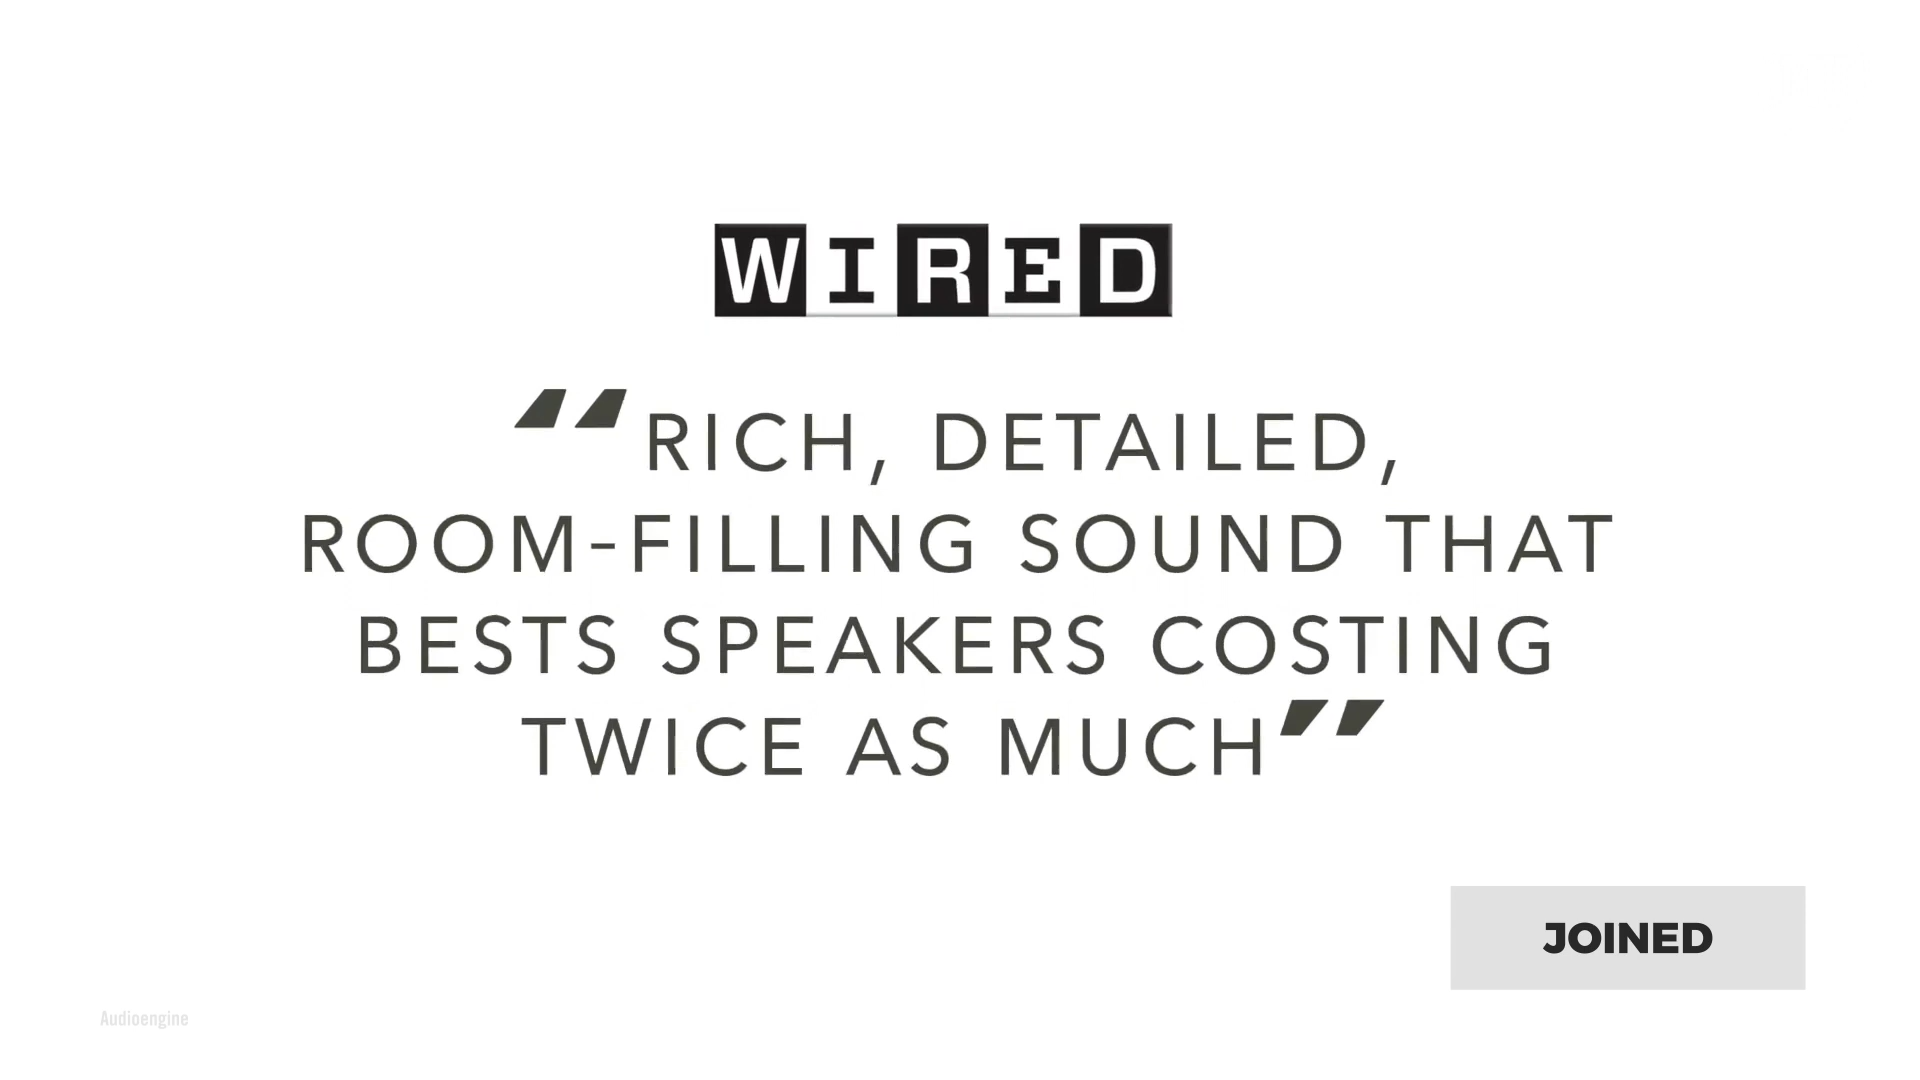 WIRED
“RICH, DETAILED,
ROOM-FILLING SOUND THAT
BESTS SPEAKERS COSTING
TWICE AS MUCH”
JOINED
Audioengine